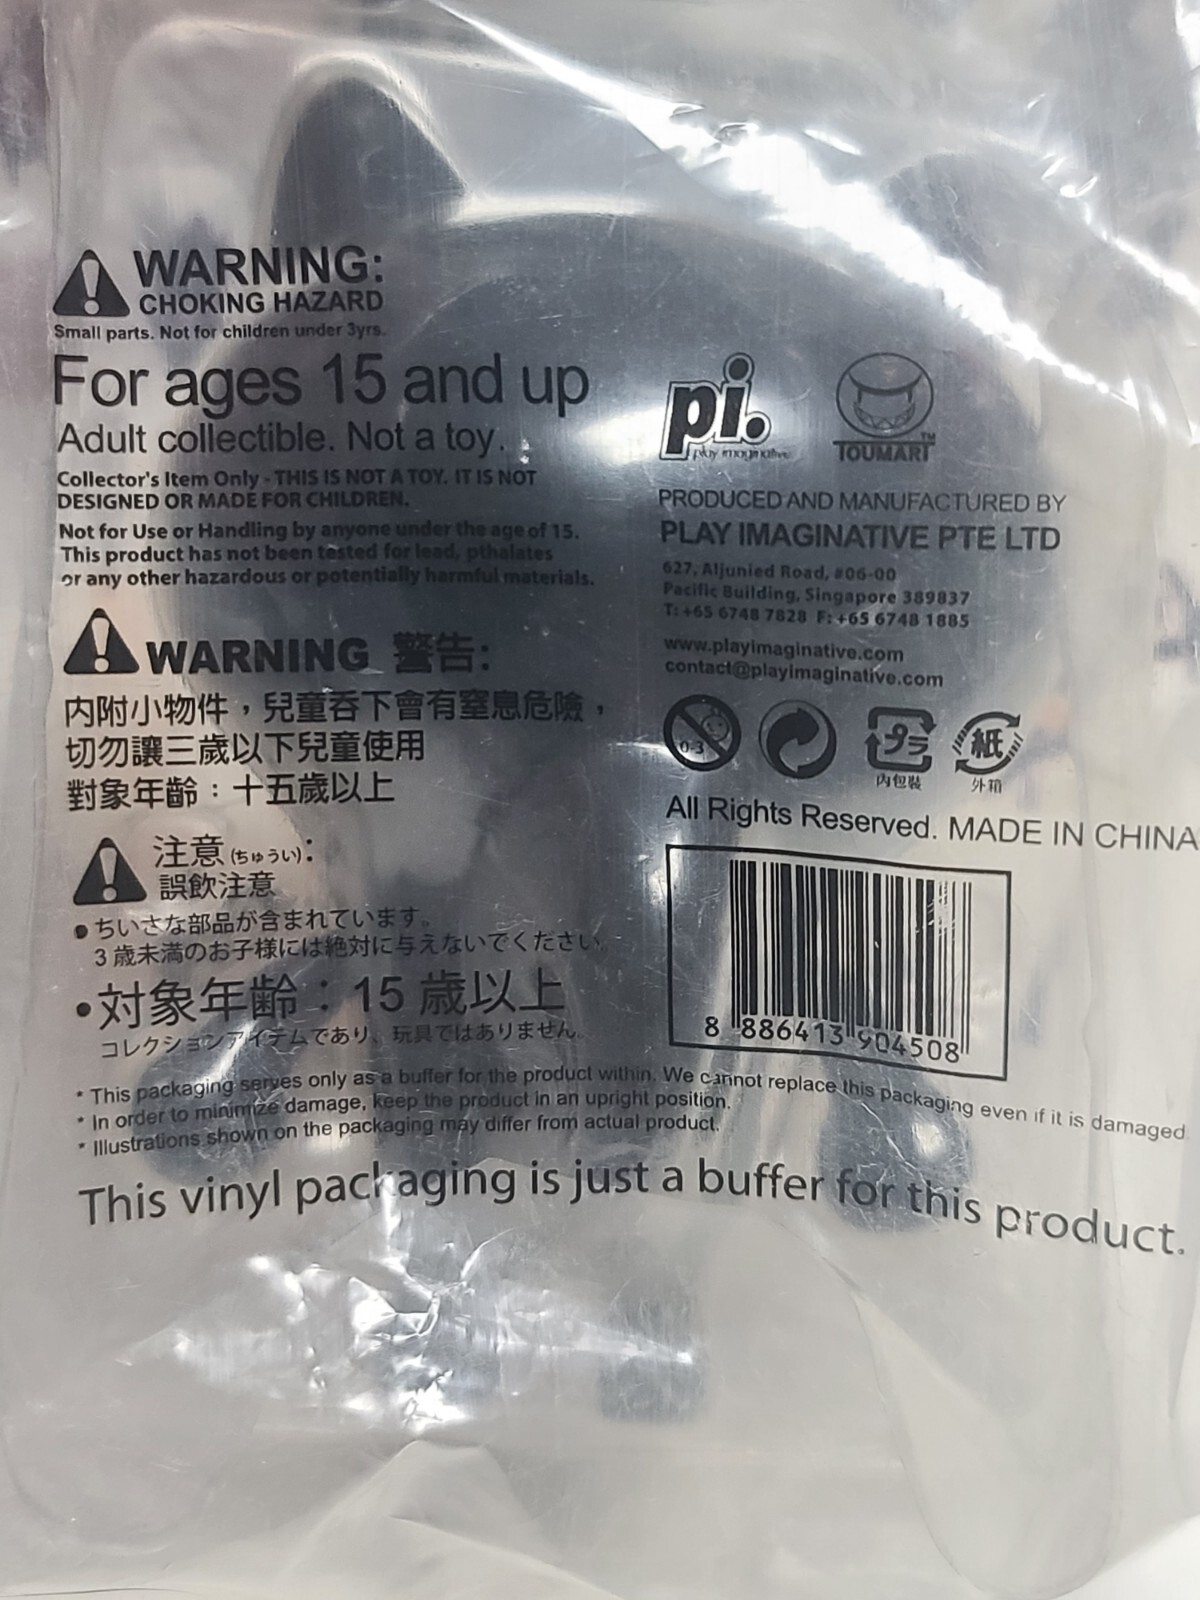 WARNING:
CHOKING HAZARD
Small parts. Not for children under 3yrs.
For ages 15 and up
Adult collectible. Not a toy.
Collector's Item Only - THIS IS NOT A TOY. IT IS NOT
DESIGNED OR MADE FOR CHILDREN.
Not for Use or Handling by anyone under the age of 15.
This product has not been tested for lead, pthalates
or any other hazardous or potentially harmful materials.
WARNING 警告:
內附小物件，兒童吞下會有窒息危險，
切勿讓三歲以下兒童使用
對象年齡：十五歲以上
注意(ちゅうい):
誤飲注意
• ちいさな部品が含まれています。
3 歳未満のお子様には絶対に与えないでください。
• 対象年齢：15 歳以上
コレクションアイテムであり、玩具ではありません。
pi.
play imaginative
TOUMART™
PRODUCED AND MANUFACTURED BY
PLAY IMAGINATIVE PTE LTD
627, Aljunied Road, #06-00
Pacific Building, Singapore 389837
T: +65 6748 7828 F: +65 6748 1885
www.playimaginative.com
contact@playimaginative.com
0-3
プラ
內包裝
紙
外箱
All Rights Reserved. MADE IN CHINA
8 886413 904508
* This packaging serves only as a buffer for the product within. We cannot replace this packaging even if it is damaged.
* In order to minimize damage, keep the product in an upright position.
* Illustrations shown on the packaging may differ from actual product.
This vinyl packaging is just a buffer for this product.